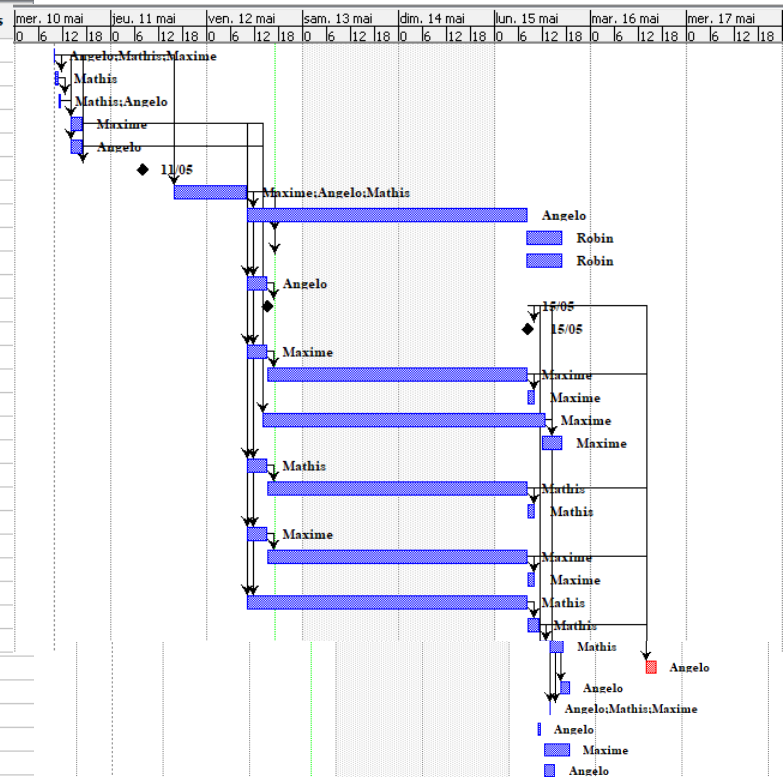 s
mer. 10 mai jeu. 11 mai ven. 12 mai sam. 13 mai dim. 14 mai lun. 15 mai mar. 16 mai mer. 17 mai
0 6 12 18 0 6 12 18 0 6 12 18 0 6 12 18 0 6 12 18 0 6 12 18 0 6 12 18 0 6 12 18
Angelo;Mathis;Maxime
Mathis
Mathis;Angelo
Maxime
Angelo
11/05
Maxime;Angelo;Mathis
Angelo
Robin
Robin
Angelo
15/05
15/05
Maxime
Maxime
Maxime
Maxime
Maxime
Mathis
Mathis
Mathis
Maxime
Maxime
Maxime
Mathis
Mathis
Mathis
Angelo
Angelo
Angelo;Mathis;Maxime
Angelo
Maxime
Angelo